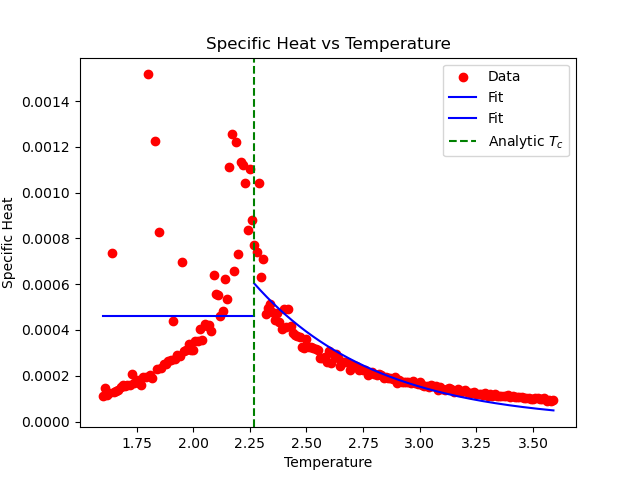 Specific Heat vs Temperature
Data
Fit
Fit
Analytic $T_c$
Specific Heat
0.0014
0.0012
0.0010
0.0008
0.0006
0.0004
0.0002
0.0000
1.75 2.00 2.25 2.50 2.75 3.00 3.25 3.50
Temperature